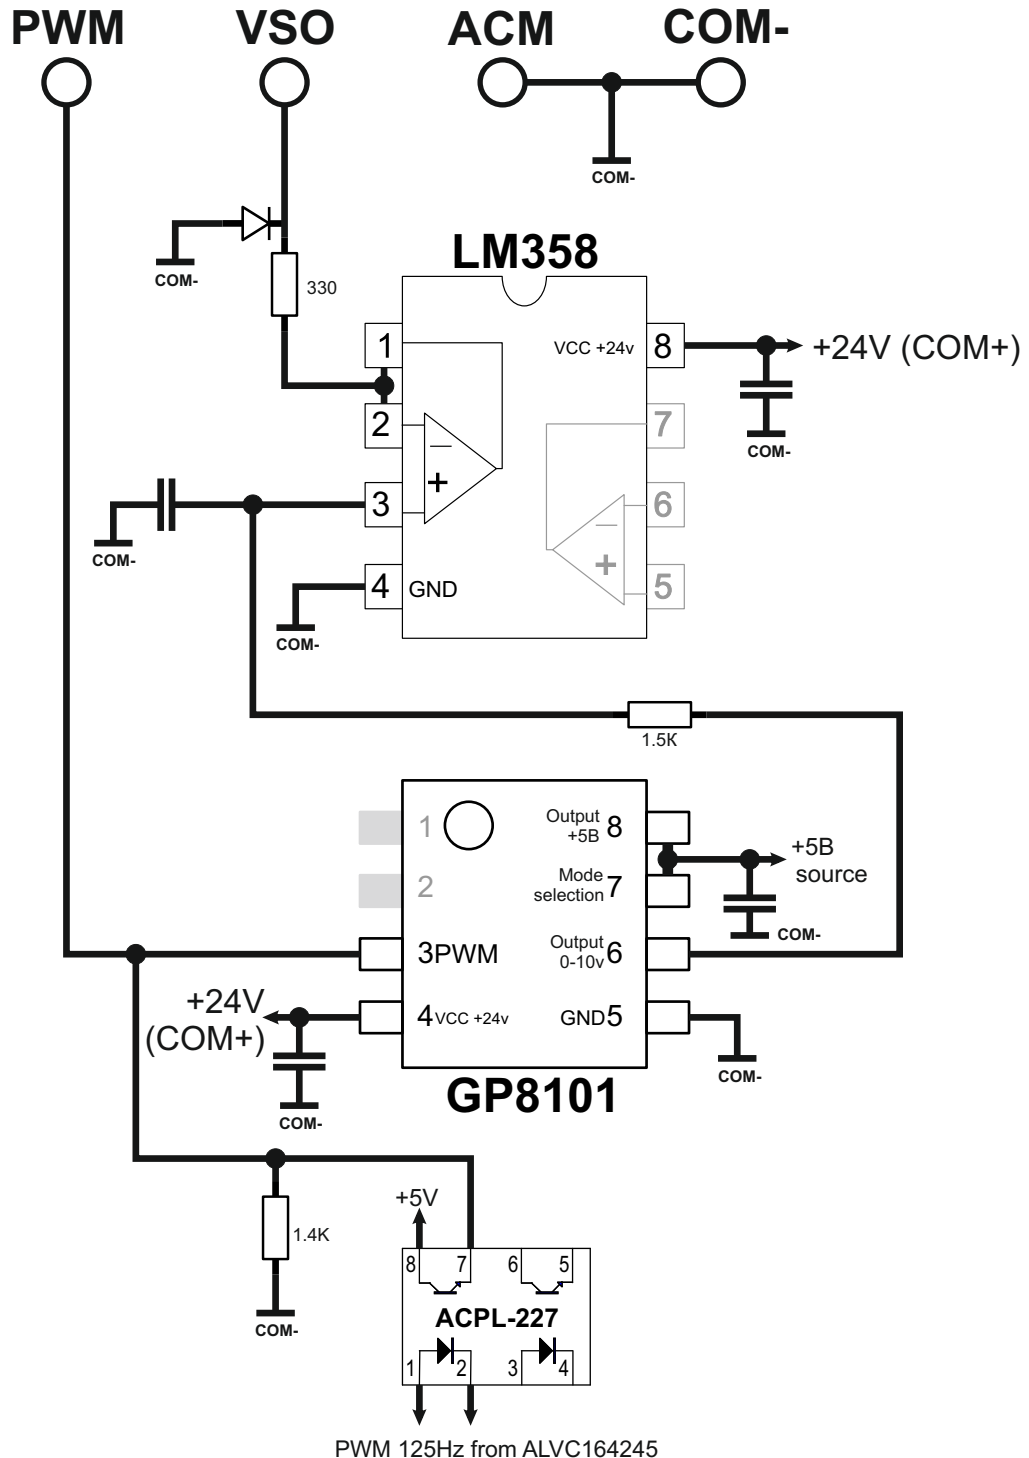 PWM VSO ACM COM-
COM-
LM358
COM-
330
1 VCC +24v 8 +24V (COM+)
2 7
COM-
3 6
COM-
4 GND 5
COM-
1.5K
1 Output +5B 8
+5B source
2 Mode selection 7
COM-
3 PWM Output 0-10v 6
+24V (COM+)
4 VCC +24v GND 5
COM-
GP8101
COM-
+5V
1.4K
8 7 6 5
ACPL-227
COM-
1 2 3 4
PWM 125Hz from ALVC164245